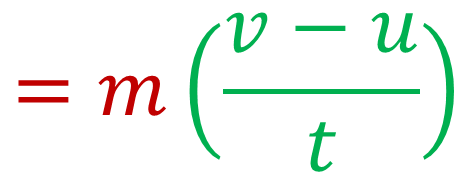 = m ( (v − u) / t )